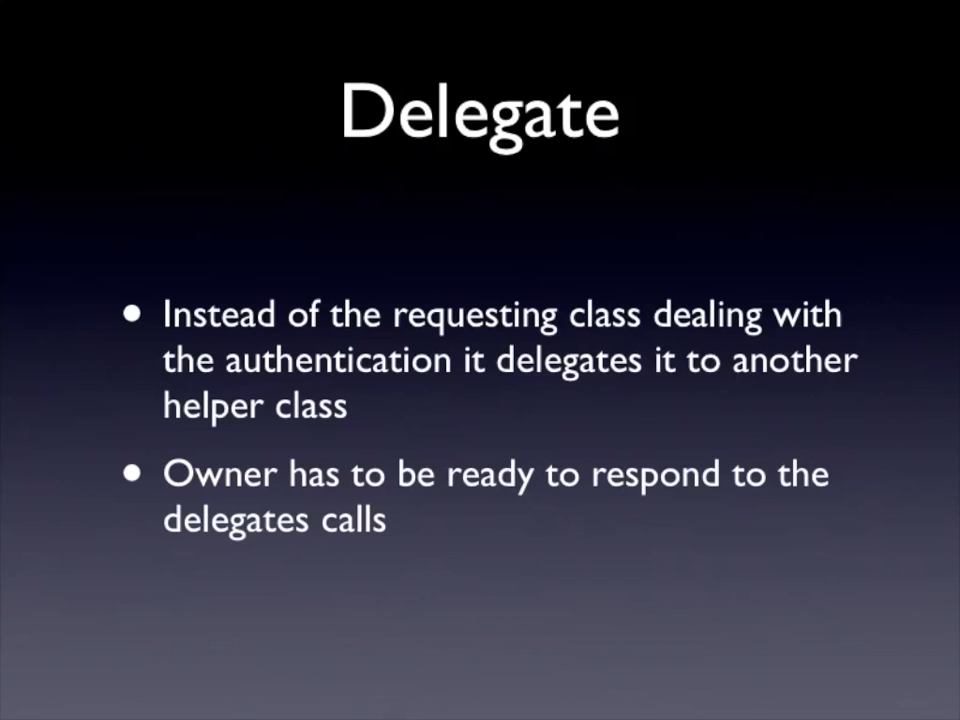 Delegate
• Instead of the requesting class dealing with
the authentication it delegates it to another
helper class
• Owner has to be ready to respond to the
delegates calls